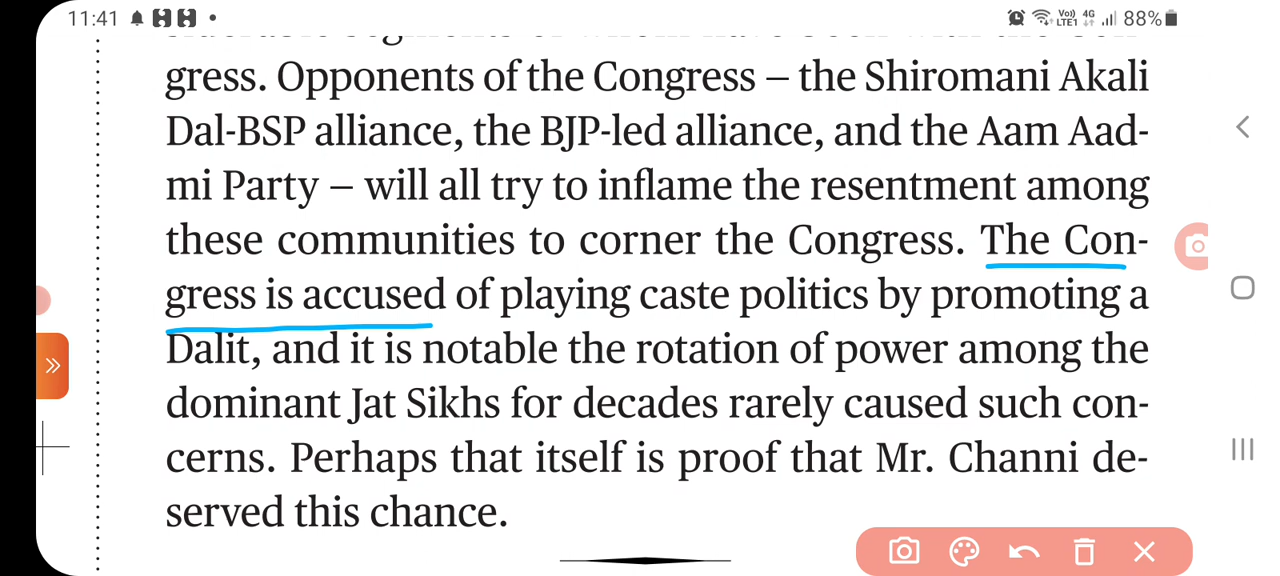 11:41
Vo)) 4G
LTE1 88%
gress. Opponents of the Congress – the Shiromani Akali
Dal-BSP alliance, the BJP-led alliance, and the Aam Aad-
mi Party – will all try to inflame the resentment among
these communities to corner the Congress. The Con-
gress is accused of playing caste politics by promoting a
Dalit, and it is notable the rotation of power among the
dominant Jat Sikhs for decades rarely caused such con-
cerns. Perhaps that itself is proof that Mr. Channi de-
served this chance.